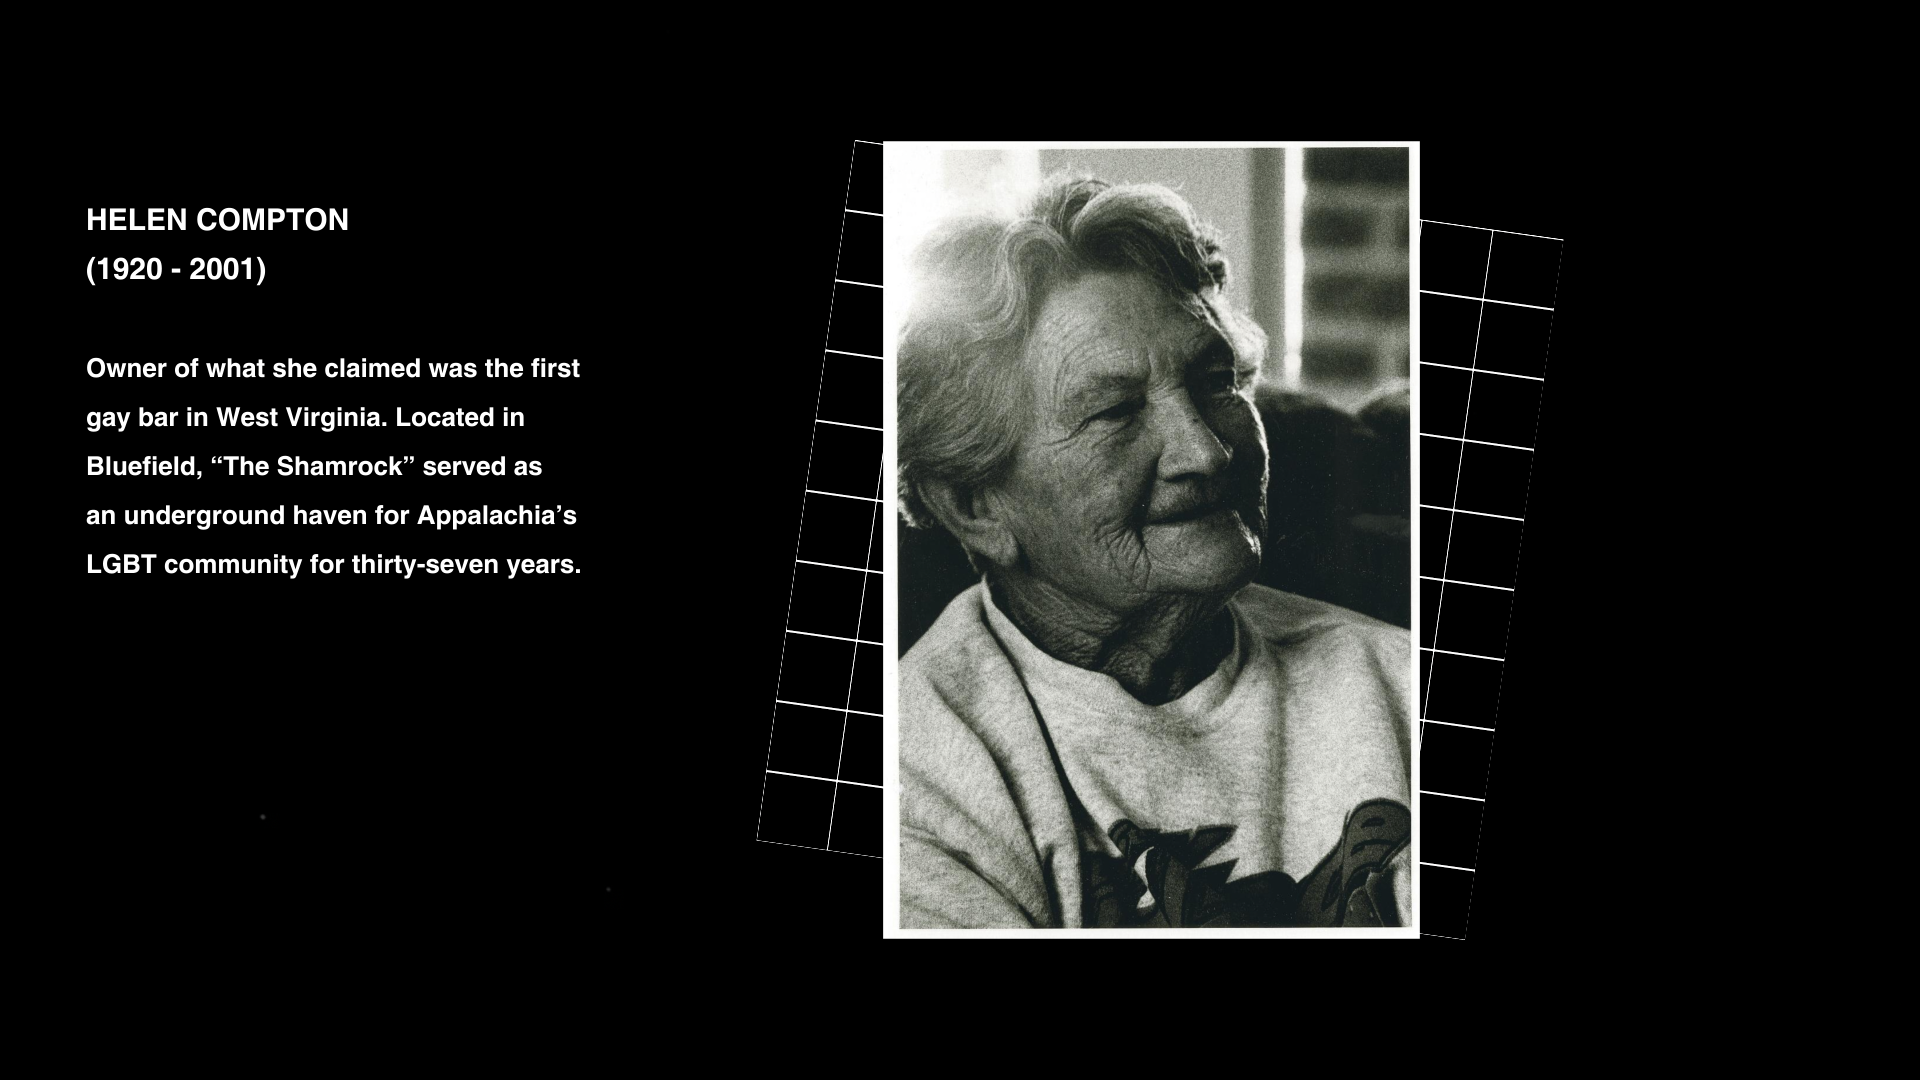 HELEN COMPTON
(1920 - 2001)
Owner of what she claimed was the first
gay bar in West Virginia. Located in
Bluefield, “The Shamrock” served as
an underground haven for Appalachia’s
LGBT community for thirty-seven years.